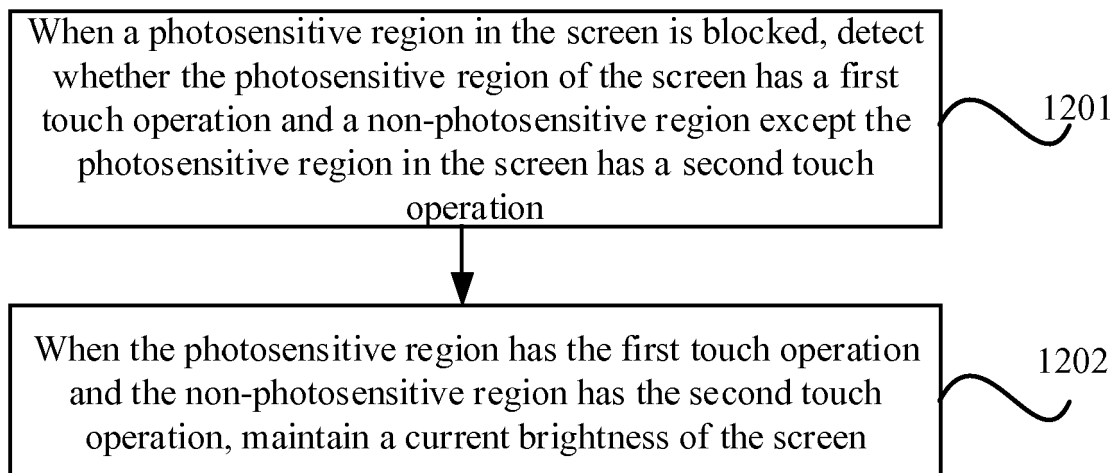 When a photosensitive region in the screen is blocked, detect
whether the photosensitive region of the screen has a first
touch operation and a non-photosensitive region except the
photosensitive region in the screen has a second touch
operation
1201
When the photosensitive region has the first touch operation
and the non-photosensitive region has the second touch
operation, maintain a current brightness of the screen
1202